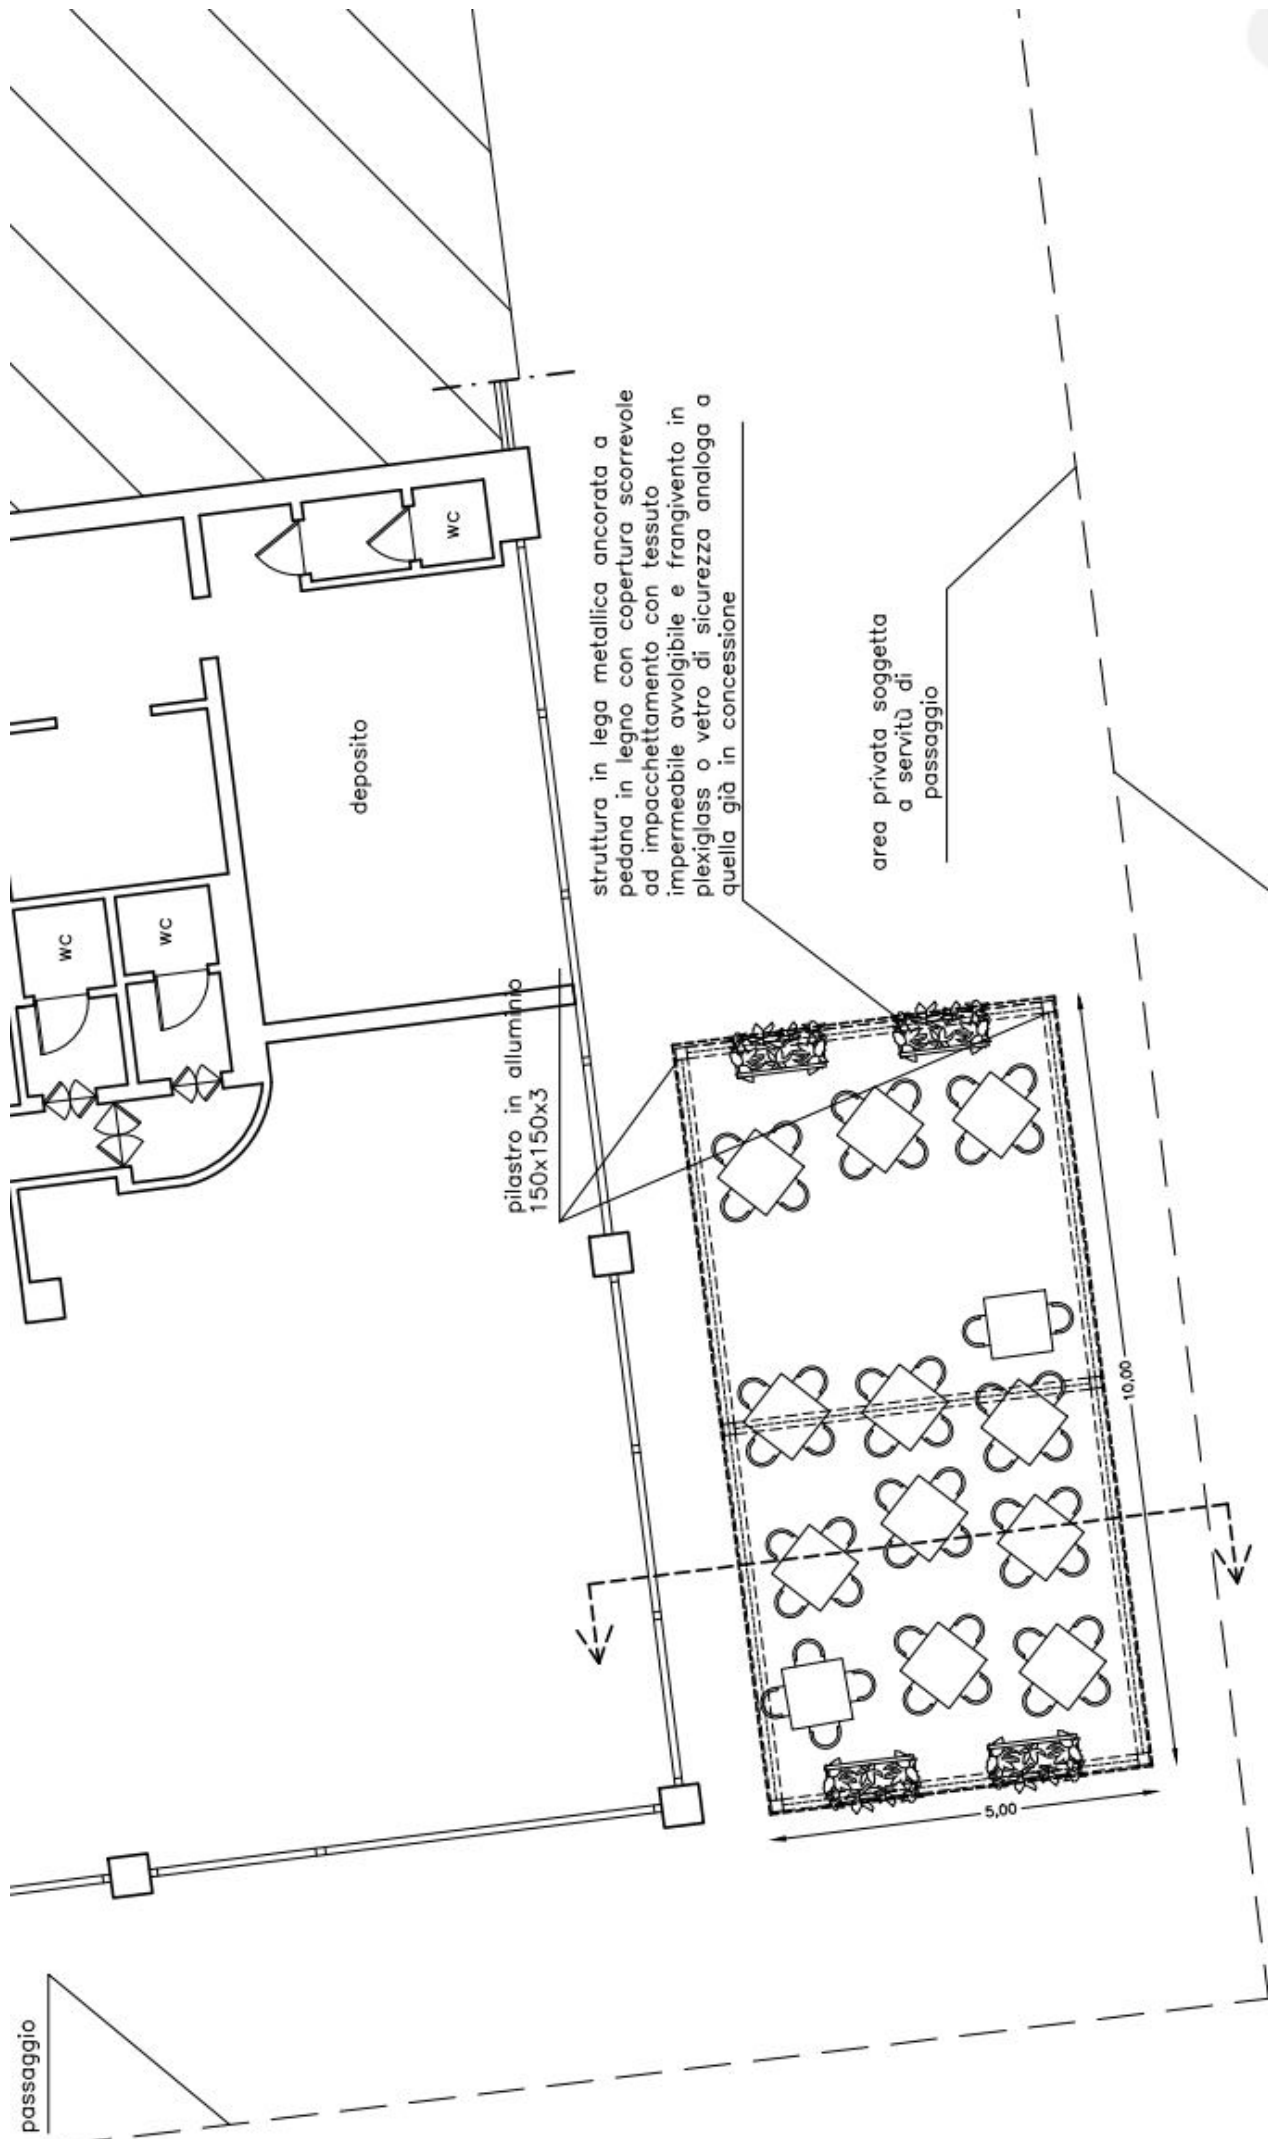 wc
wc
wc
deposito
struttura in lega metallica ancorata a
pedana in legno con copertura scorrevole
ad impacchettamento con tessuto
impermeabile avvolgibile e frangivento in
plexiglass o vetro di sicurezza analoga a
quella già in concessione
area privata soggetta
a servitù di
passaggio
pilastro in alluminio
150x150x3
10,00
5,00
passaggio